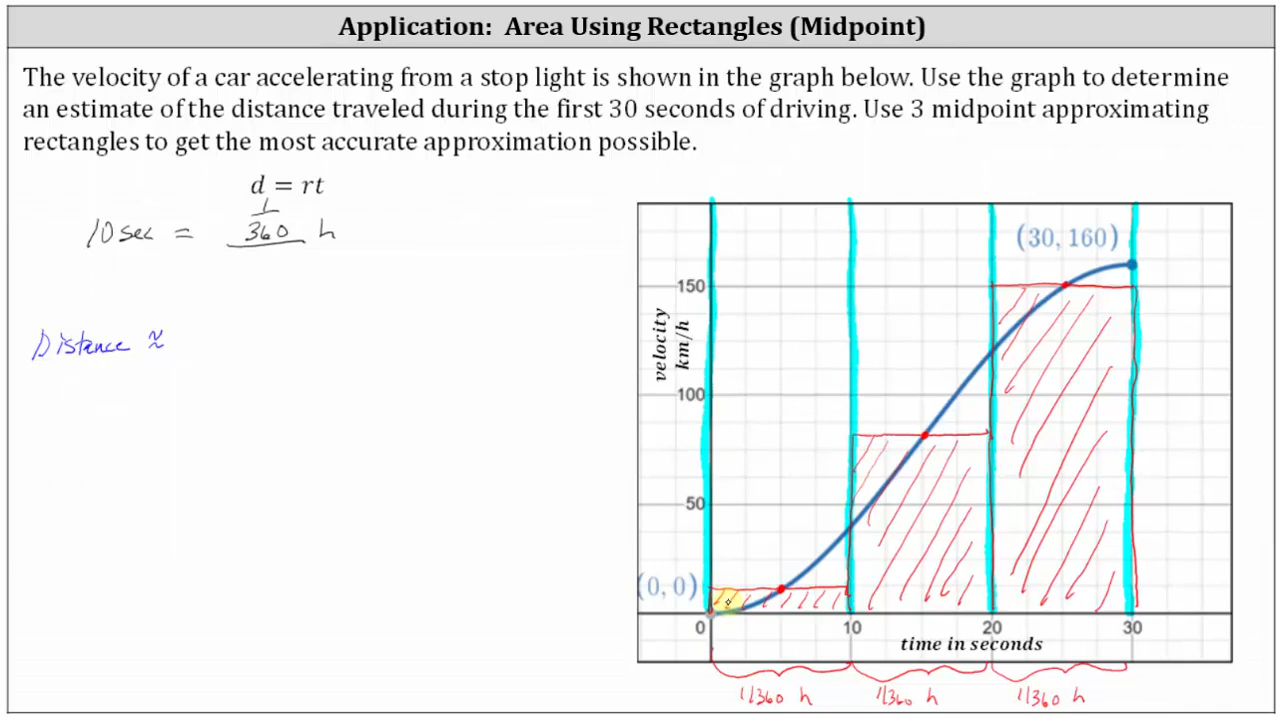 Application: Area Using Rectangles (Midpoint)
The velocity of a car accelerating from a stop light is shown in the graph below. Use the graph to determine
an estimate of the distance traveled during the first 30 seconds of driving. Use 3 midpoint approximating
rectangles to get the most accurate approximation possible.
d = rt
1
10 sec = 360 h
Distance ≈
(30, 160)
150
velocity
km/h
100
50
(0, 0)
0 10 20 30
time in seconds
1/360 h 1/360 h 1/360 h